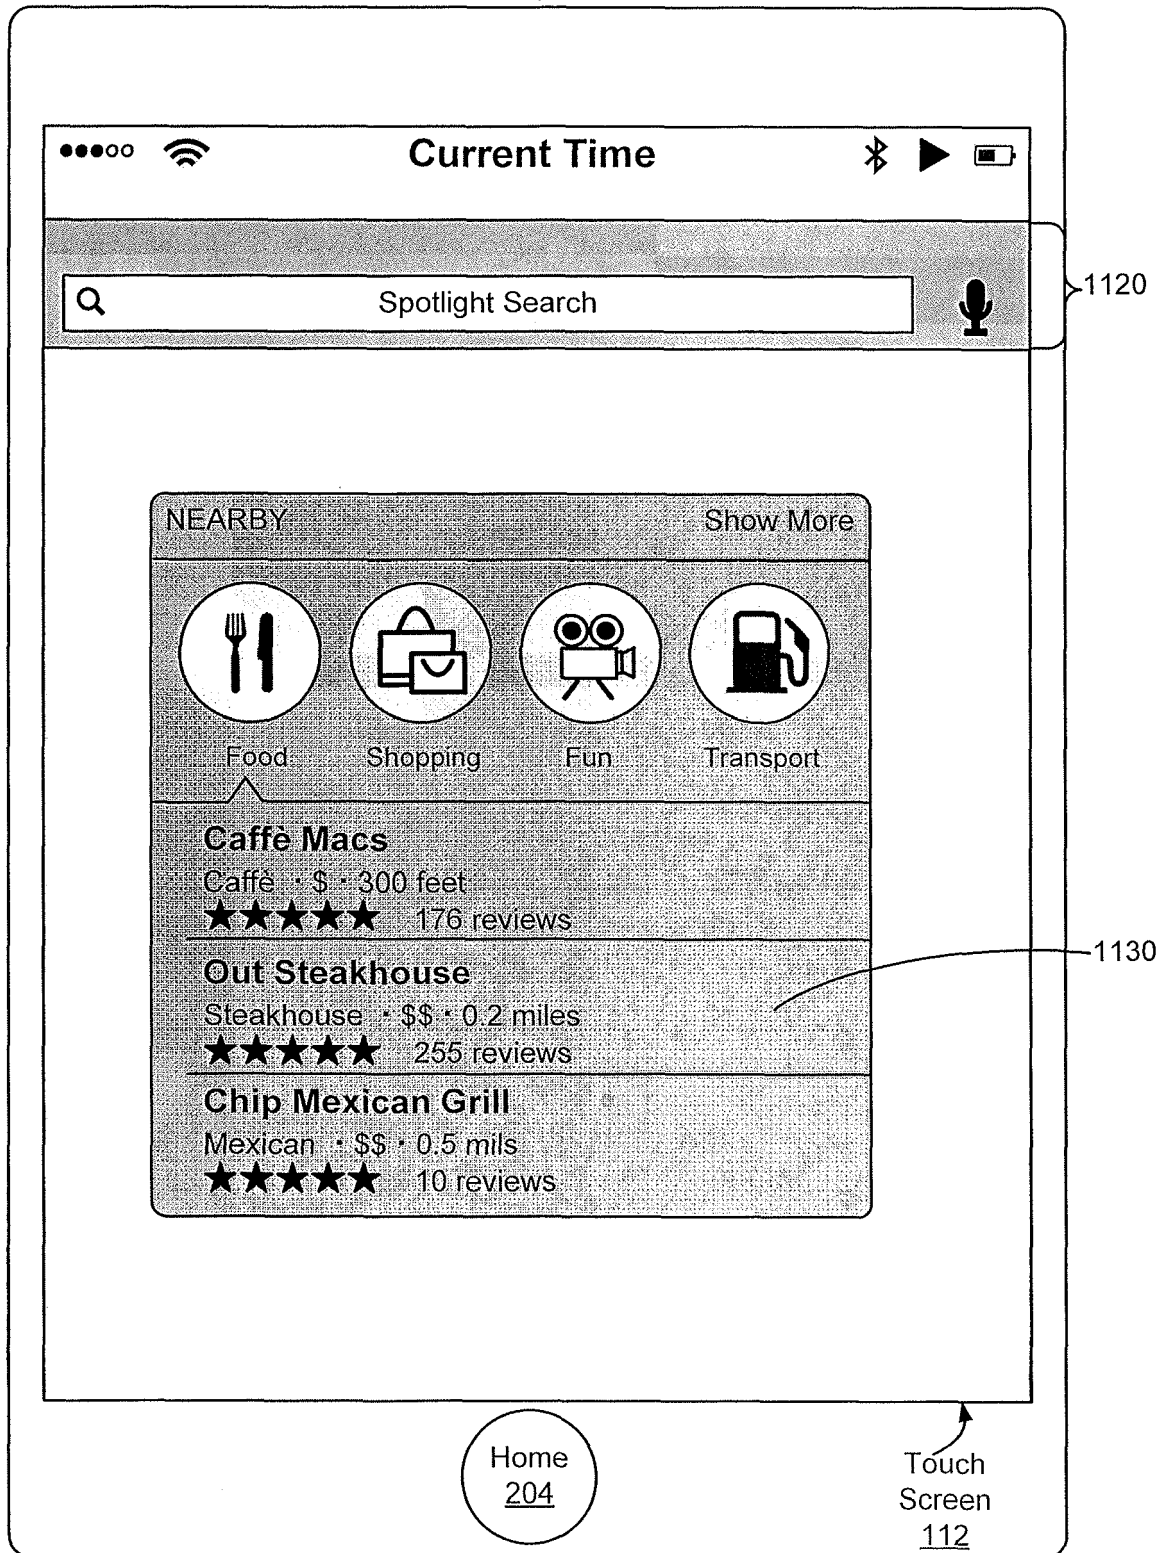 Current Time
Spotlight Search
1120
NEARBY Show More
Food Shopping Fun Transport
Caffè Macs
Caffè · $ · 300 feet
★★★★★ 176 reviews
1130
Out Steakhouse
Steakhouse · $$ · 0.2 miles
★★★★★ 255 reviews
Chip Mexican Grill
Mexican · $$ · 0.5 mils
★★★★★ 10 reviews
Home
204
Touch
Screen
112